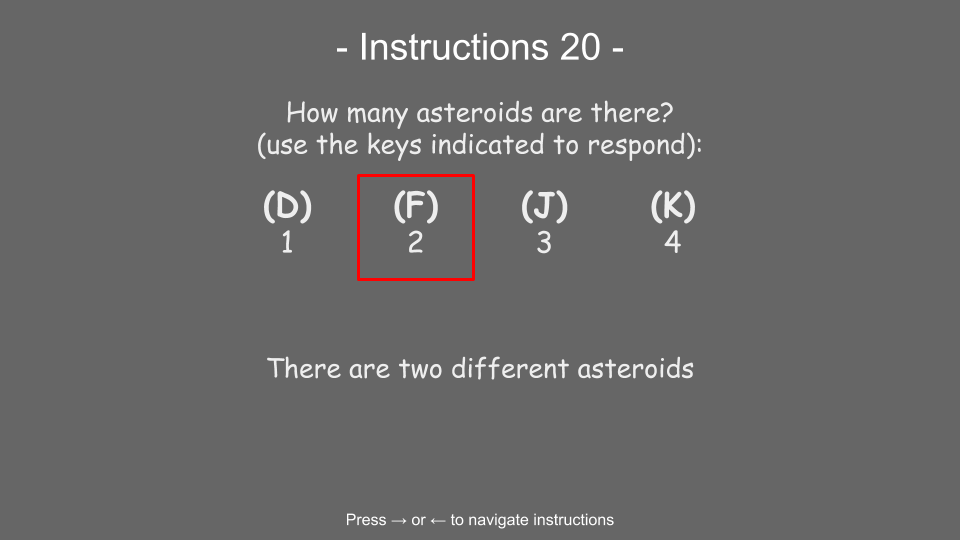 - Instructions 20 -
How many asteroids are there?
(use the keys indicated to respond):
(D) (F) (J) (K)
1 2 3 4
There are two different asteroids
Press → or ← to navigate instructions